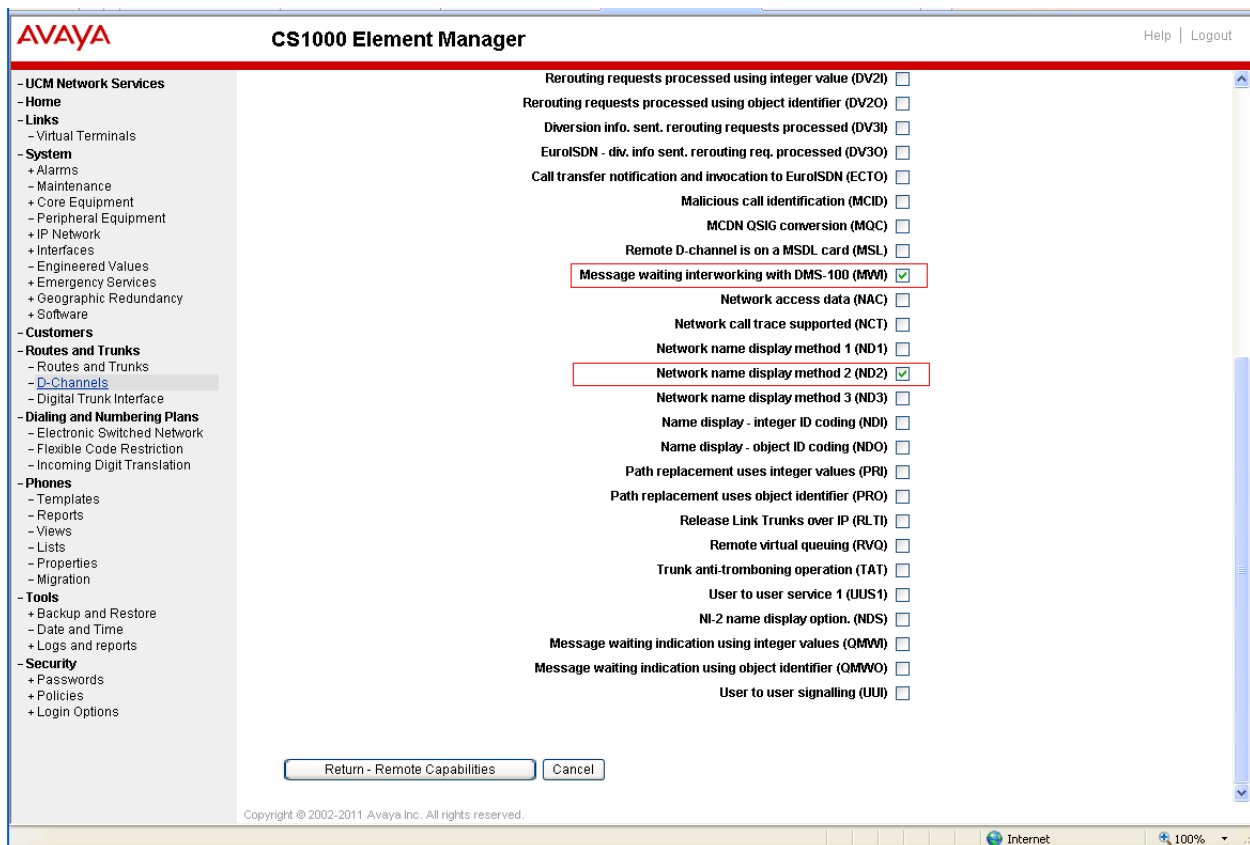 AVAYA
CS1000 Element Manager
Help | Logout
– UCM Network Services
– Home
– Links
– Virtual Terminals
– System
+ Alarms
– Maintenance
+ Core Equipment
– Peripheral Equipment
+ IP Network
+ Interfaces
– Engineered Values
+ Emergency Services
+ Geographic Redundancy
+ Software
– Customers
– Routes and Trunks
– Routes and Trunks
– D-Channels
– Digital Trunk Interface
– Dialing and Numbering Plans
– Electronic Switched Network
– Flexible Code Restriction
– Incoming Digit Translation
– Phones
– Templates
– Reports
– Views
– Lists
– Properties
– Migration
– Tools
+ Backup and Restore
– Date and Time
+ Logs and reports
– Security
+ Passwords
+ Policies
+ Login Options
Rerouting requests processed using integer value (DV2I)
Rerouting requests processed using object identifier (DV2O)
Diversion info. sent. rerouting requests processed (DV3I)
EuroISDN - div. info sent. rerouting req. processed (DV3O)
Call transfer notification and invocation to EuroISDN (ECTO)
Malicious call identification (MCID)
MCDN QSIG conversion (MQC)
Remote D-channel is on a MSDL card (MSL)
Message waiting interworking with DMS-100 (MWI)
Network access data (NAC)
Network call trace supported (NCT)
Network name display method 1 (ND1)
Network name display method 2 (ND2)
Network name display method 3 (ND3)
Name display - integer ID coding (NDI)
Name display - object ID coding (NDO)
Path replacement uses integer values (PRI)
Path replacement uses object identifier (PRO)
Release Link Trunks over IP (RLTI)
Remote virtual queuing (RVQ)
Trunk anti-tromboning operation (TAT)
User to user service 1 (UUS1)
NI-2 name display option. (NDS)
Message waiting indication using integer values (QMWI)
Message waiting indication using object identifier (QMWO)
User to user signalling (UUI)
Return - Remote Capabilities
Cancel
Copyright © 2002-2011 Avaya Inc. All rights reserved.
Internet
100%